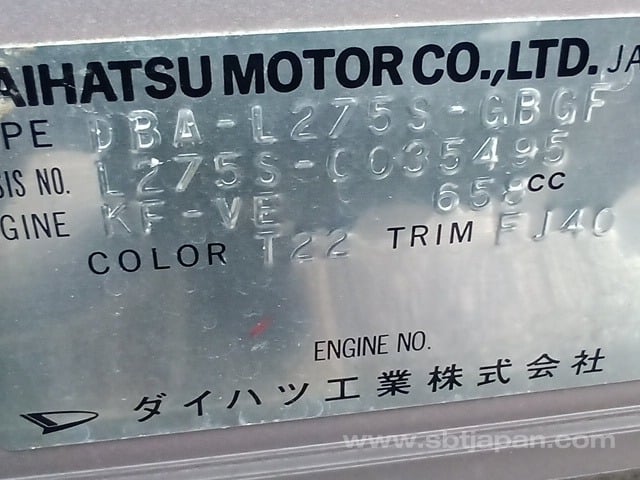 AIHATSU MOTOR CO.,LTD. JA
PE DBA-L275S-GBGF
SIS NO. L275S-0035495
GINE KF-VE 658CC
COLOR T22 TRIM FJ40
ENGINE NO.
ダイハツ工業株式会社
www.sbtjapan.com